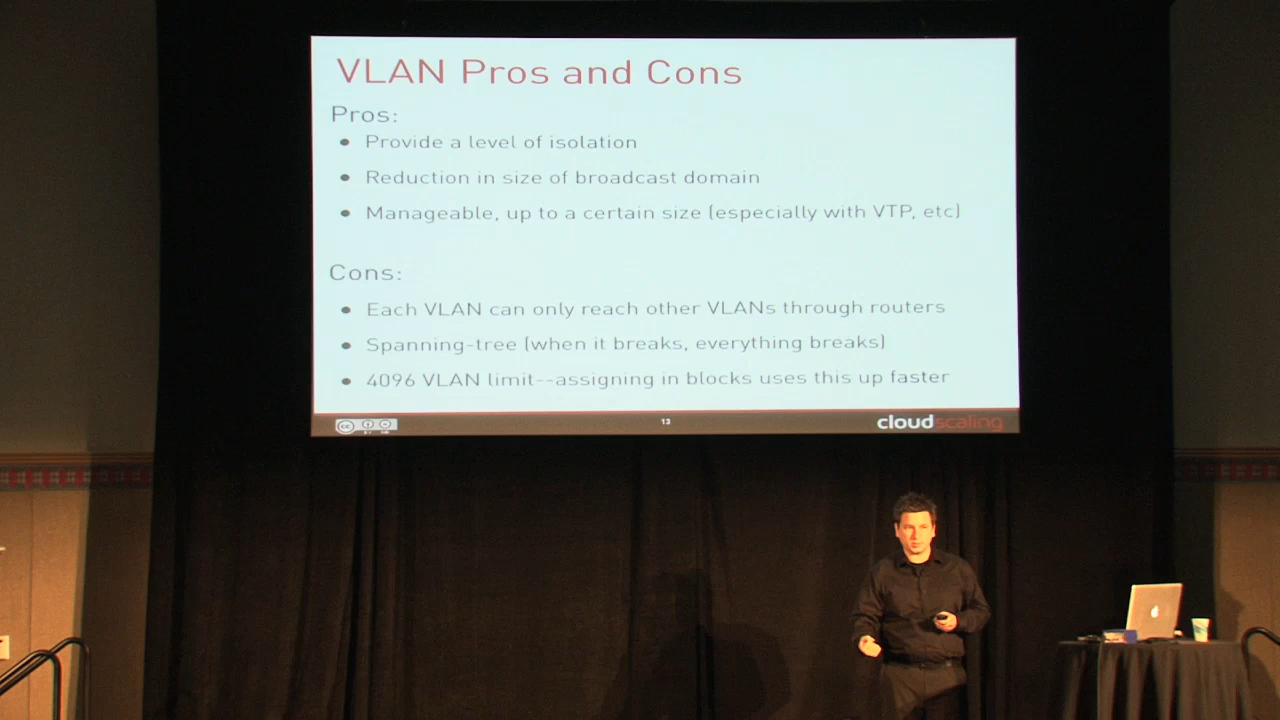 VLAN Pros and Cons
Pros:
● Provide a level of isolation
● Reduction in size of broadcast domain
● Manageable, up to a certain size (especially with VTP, etc)
Cons:
● Each VLAN can only reach other VLANs through routers
● Spanning-tree (when it breaks, everything breaks)
● 4096 VLAN limit--assigning in blocks uses this up faster
cc
13
cloudscaling